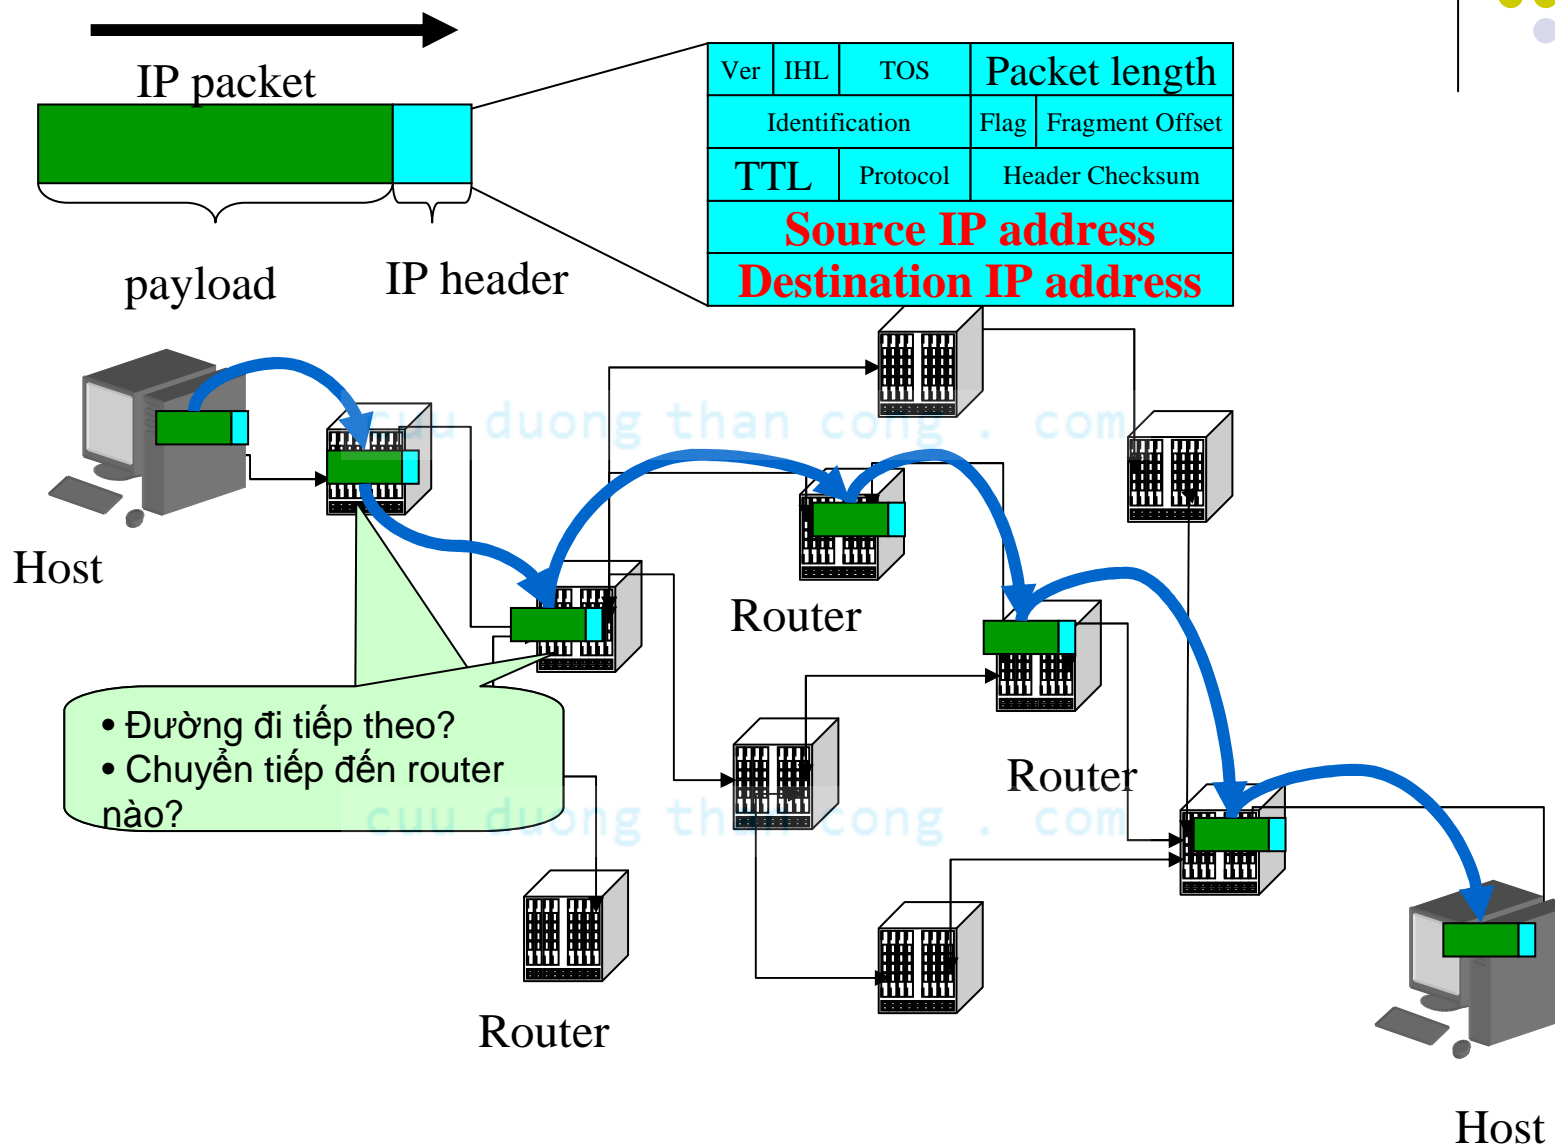 IP packet
Ver IHL TOS Packet length
Identification Flag Fragment Offset
TTL Protocol Header Checksum
Source IP address
Destination IP address
payload
IP header
cuu duong than cong . com
Host
Router
• Đường đi tiếp theo?
• Chuyển tiếp đến router
nào?
Router
cuu duong than cong . com
Router
Host